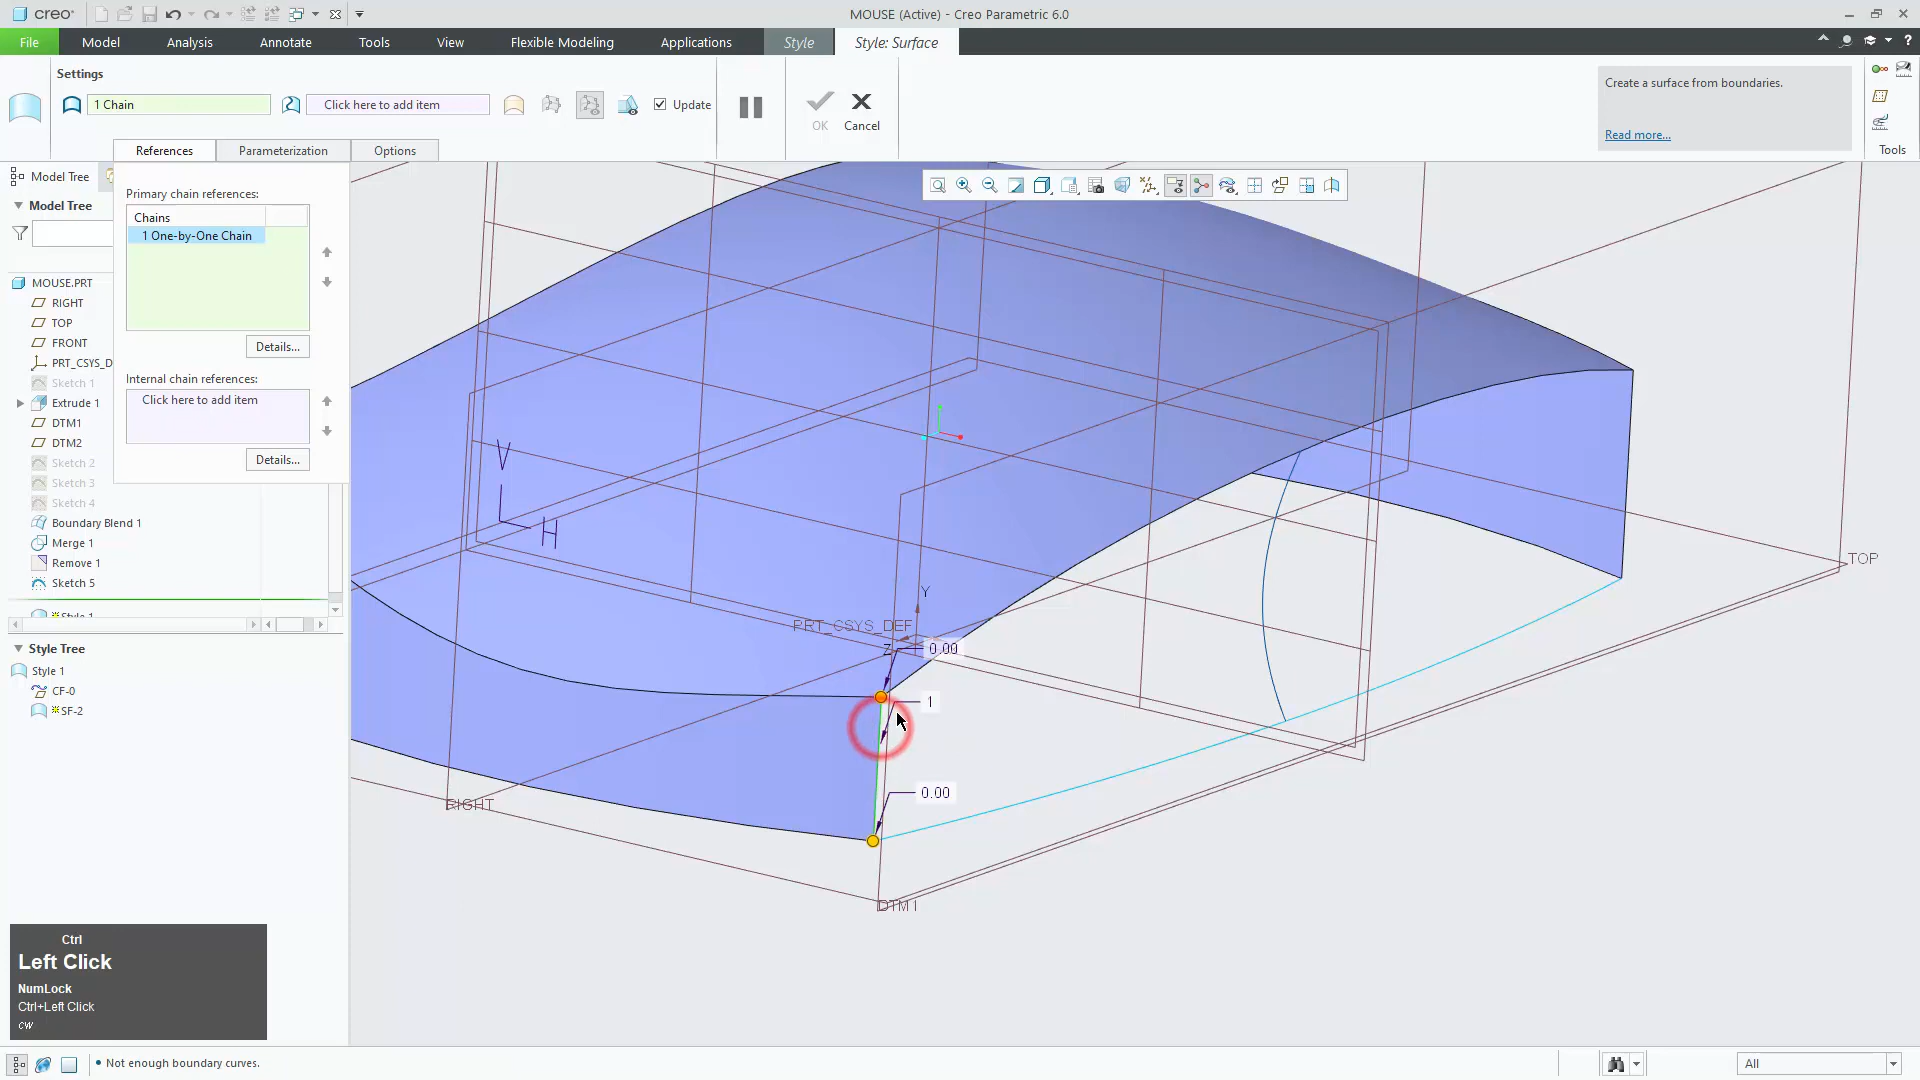 creo
MOUSE (Active) - Creo Parametric 6.0
File
Model
Analysis
Annotate
Tools
View
Flexible Modeling
Applications
Style
Style: Surface
Settings
1 Chain
Click here to add item
Update
OK
Cancel
Create a surface from boundaries.
Read more...
Tools
References
Parameterization
Options
Model Tree
Model Tree
Primary chain references:
Chains
1 One-by-One Chain
Details...
Internal chain references:
Click here to add item
Details...
MOUSE.PRT
RIGHT
TOP
FRONT
PRT_CSYS_D
Sketch 1
Extrude 1
DTM1
DTM2
Sketch 2
Sketch 3
Sketch 4
Boundary Blend 1
Merge 1
Remove 1
Sketch 5
Style 1
Style Tree
Style 1
CF-0
SF-2
V
H
TOP
Y
PRT_CSYS_DEF
Z
0.00
1
0.00
RIGHT
DTM1
Ctrl
Left Click
NumLock
Ctrl+Left Click
cw
Not enough boundary curves.
All